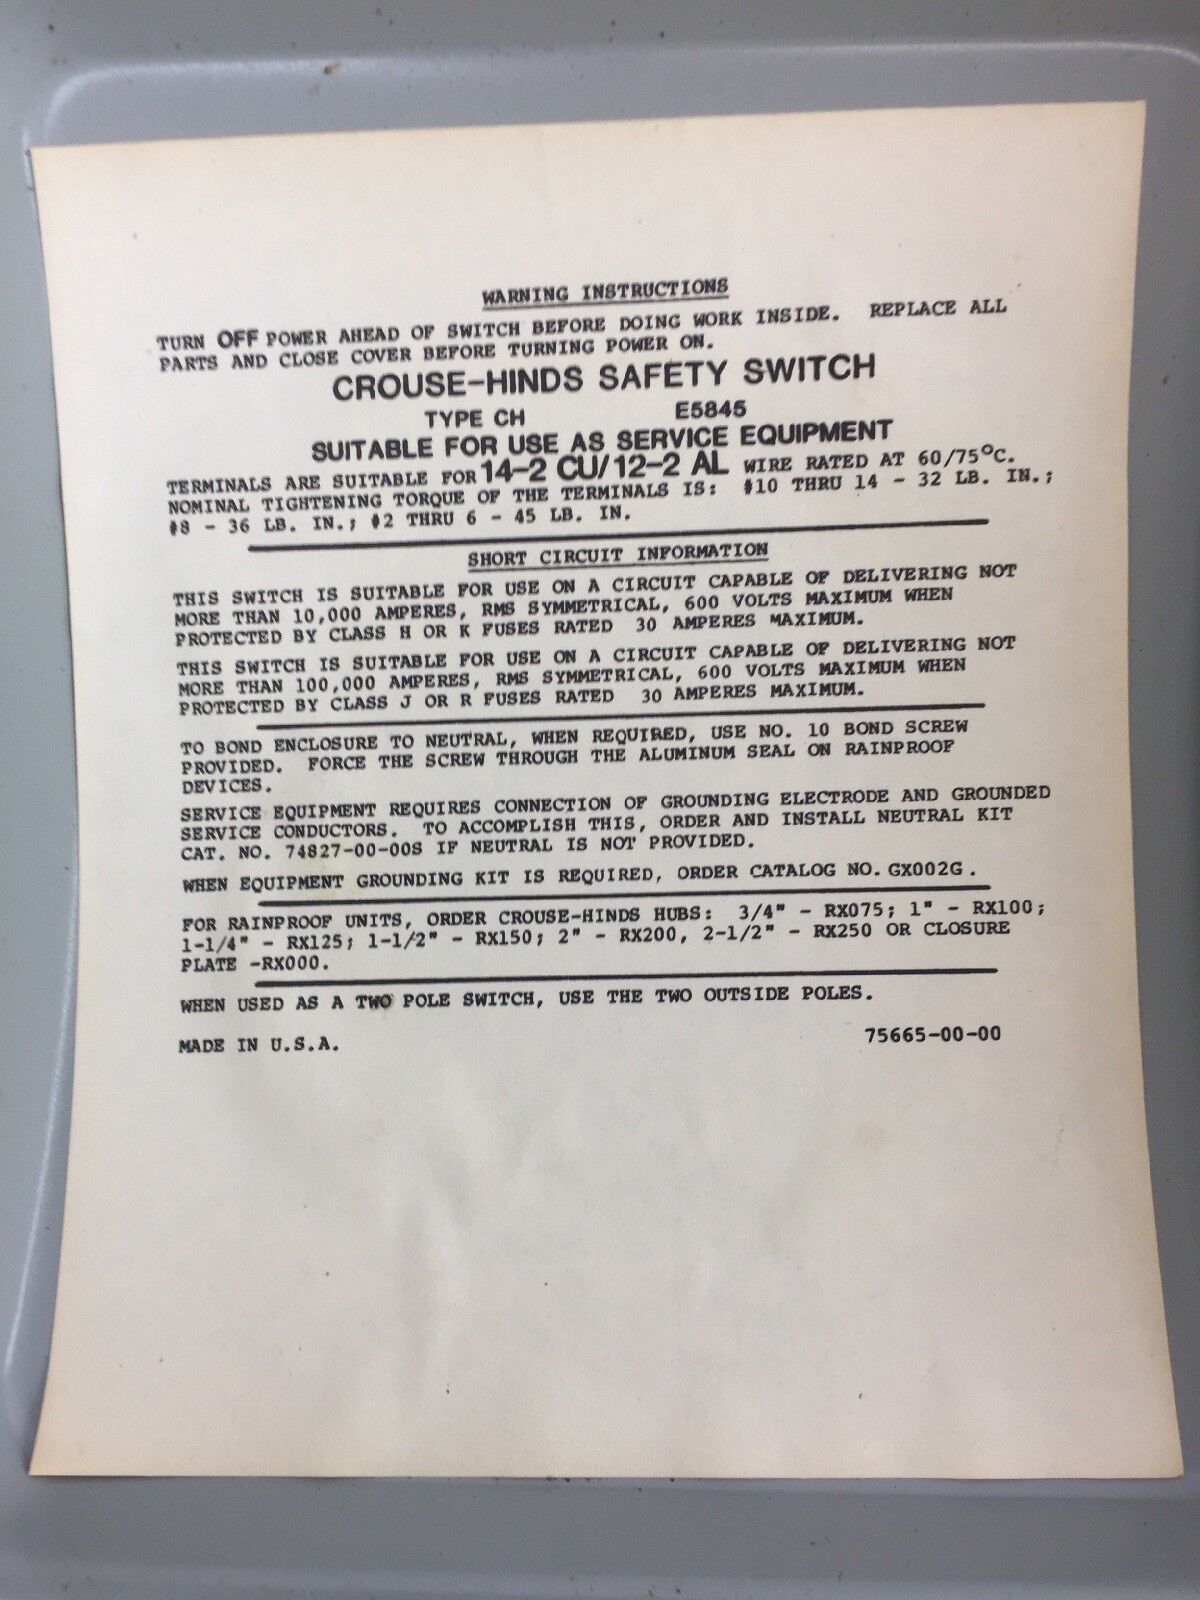 WARNING INSTRUCTIONS
TURN OFF POWER AHEAD OF SWITCH BEFORE DOING WORK INSIDE. REPLACE ALL
PARTS AND CLOSE COVER BEFORE TURNING POWER ON.
CROUSE-HINDS SAFETY SWITCH
TYPE CH E5845
SUITABLE FOR USE AS SERVICE EQUIPMENT
TERMINALS ARE SUITABLE FOR 14-2 CU/12-2 AL WIRE RATED AT 60/75°C.
NOMINAL TIGHTENING TORQUE OF THE TERMINALS IS: #10 THRU 14 - 32 LB. IN.;
#8 - 36 LB. IN.; #2 THRU 6 - 45 LB. IN.
SHORT CIRCUIT INFORMATION
THIS SWITCH IS SUITABLE FOR USE ON A CIRCUIT CAPABLE OF DELIVERING NOT
MORE THAN 10,000 AMPERES, RMS SYMMETRICAL, 600 VOLTS MAXIMUM WHEN
PROTECTED BY CLASS H OR K FUSES RATED 30 AMPERES MAXIMUM.
THIS SWITCH IS SUITABLE FOR USE ON A CIRCUIT CAPABLE OF DELIVERING NOT
MORE THAN 100,000 AMPERES, RMS SYMMETRICAL, 600 VOLTS MAXIMUM WHEN
PROTECTED BY CLASS J OR R FUSES RATED 30 AMPERES MAXIMUM.
TO BOND ENCLOSURE TO NEUTRAL, WHEN REQUIRED, USE NO. 10 BOND SCREW
PROVIDED. FORCE THE SCREW THROUGH THE ALUMINUM SEAL ON RAINPROOF
DEVICES.
SERVICE EQUIPMENT REQUIRES CONNECTION OF GROUNDING ELECTRODE AND GROUNDED
SERVICE CONDUCTORS. TO ACCOMPLISH THIS, ORDER AND INSTALL NEUTRAL KIT
CAT. NO. 74827-00-00S IF NEUTRAL IS NOT PROVIDED.
WHEN EQUIPMENT GROUNDING KIT IS REQUIRED, ORDER CATALOG NO. GX002G.
FOR RAINPROOF UNITS, ORDER CROUSE-HINDS HUBS: 3/4" - RX075; 1" - RX100;
1-1/4" - RX125; 1-1/2" - RX150; 2" - RX200, 2-1/2" - RX250 OR CLOSURE
PLATE -RX000.
WHEN USED AS A TWO POLE SWITCH, USE THE TWO OUTSIDE POLES.
MADE IN U.S.A. 75665-00-00